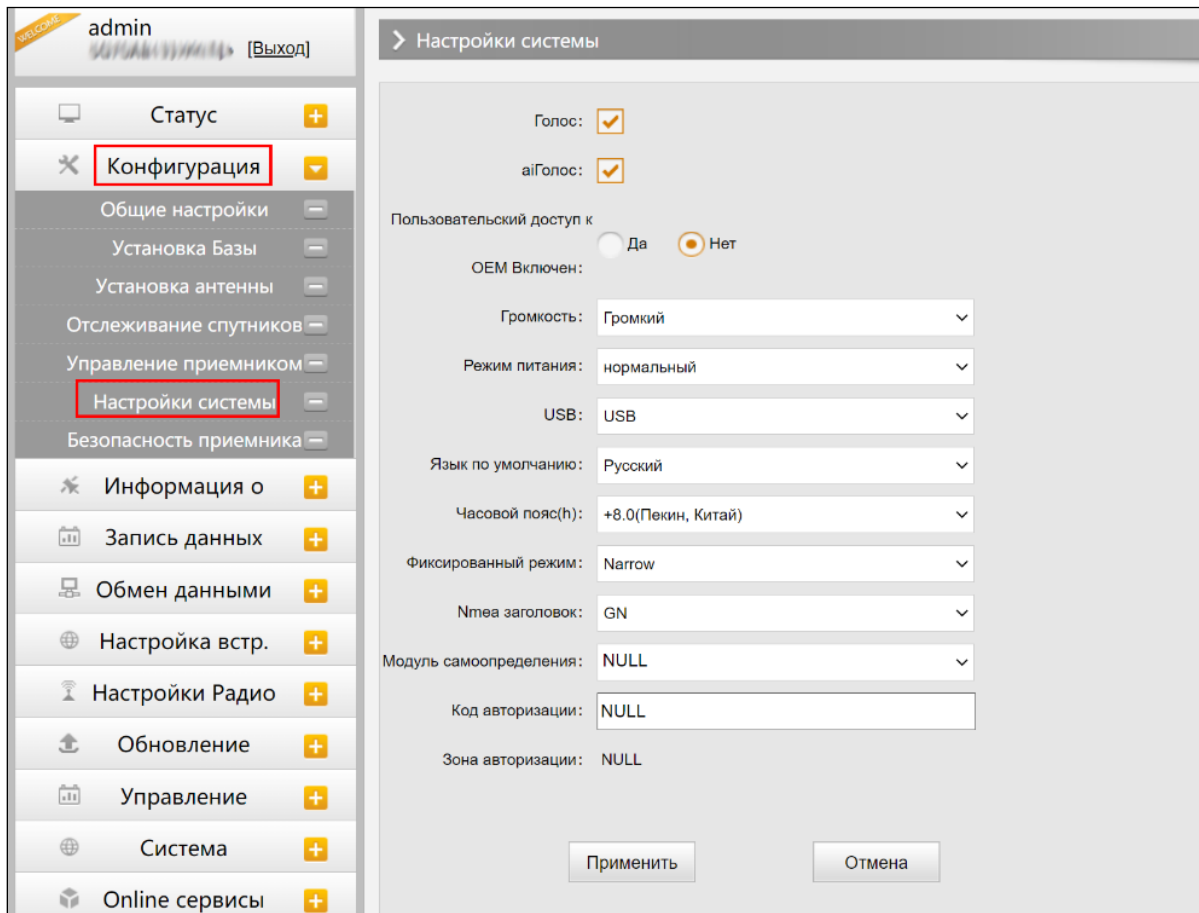 WELCOME
admin
[Выход]
Статус
Конфигурация
Общие настройки
Установка Базы
Установка антенны
Отслеживание спутников
Управление приемником
Настройки системы
Безопасность приемника
Информация о
Запись данных
Обмен данными
Настройка встр.
Настройки Радио
Обновление
Управление
Система
Online сервисы
Настройки системы
Голос:
aiГолос:
Пользовательский доступ к
Да Нет
OEM Включен:
Громкость: Громкий
Режим питания: нормальный
USB: USB
Язык по умолчанию: Русский
Часовой пояс(h): +8.0(Пекин, Китай)
Фиксированный режим: Narrow
Nmea заголовок: GN
Модуль самоопределения: NULL
Код авторизации: NULL
Зона авторизации: NULL
Применить Отмена